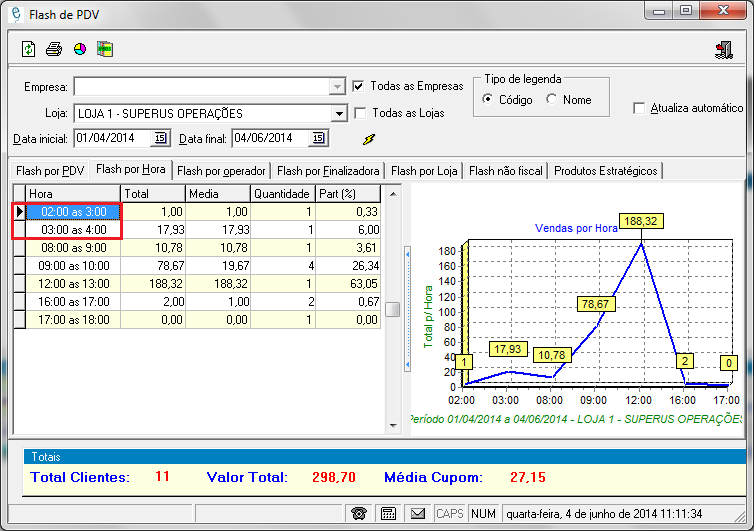 Flash de PDV
Empresa: Todas as Empresas
Loja: LOJA 1 - SUPERUS OPERAÇÕES Todas as Lojas
Tipo de legenda
Código Nome
Atualiza automático
Data inicial: 01/04/2014 15 Data final: 04/06/2014 15
Flash por PDV Flash por Hora Flash por operador Flash por Finalizadora Flash por Loja Flash não fiscal Produtos Estratégicos
Hora Total Media Quantidade Part (%)
02:00 as 3:00 1,00 1,00 1 0,33
03:00 as 4:00 17,93 17,93 1 6,00
08:00 as 9:00 10,78 10,78 1 3,61
09:00 as 10:00 78,67 19,67 4 26,34
12:00 as 13:00 188,32 188,32 1 63,05
16:00 as 17:00 2,00 1,00 2 0,67
17:00 as 18:00 0,00 0,00 1 0,00
Vendas por Hora
188,32
78,67
17,93
10,78
1
2
0
Total p/ Hora
180
160
140
120
100
80
60
40
20
0
02:00 03:00 08:00 09:00 12:00 16:00 17:00
Período 01/04/2014 a 04/06/2014 - LOJA 1 - SUPERUS OPERAÇÕES
Totais
Total Clientes: 11 Valor Total: 298,70 Média Cupom: 27,15
CAPS NUM quarta-feira, 4 de junho de 2014 11:11:34